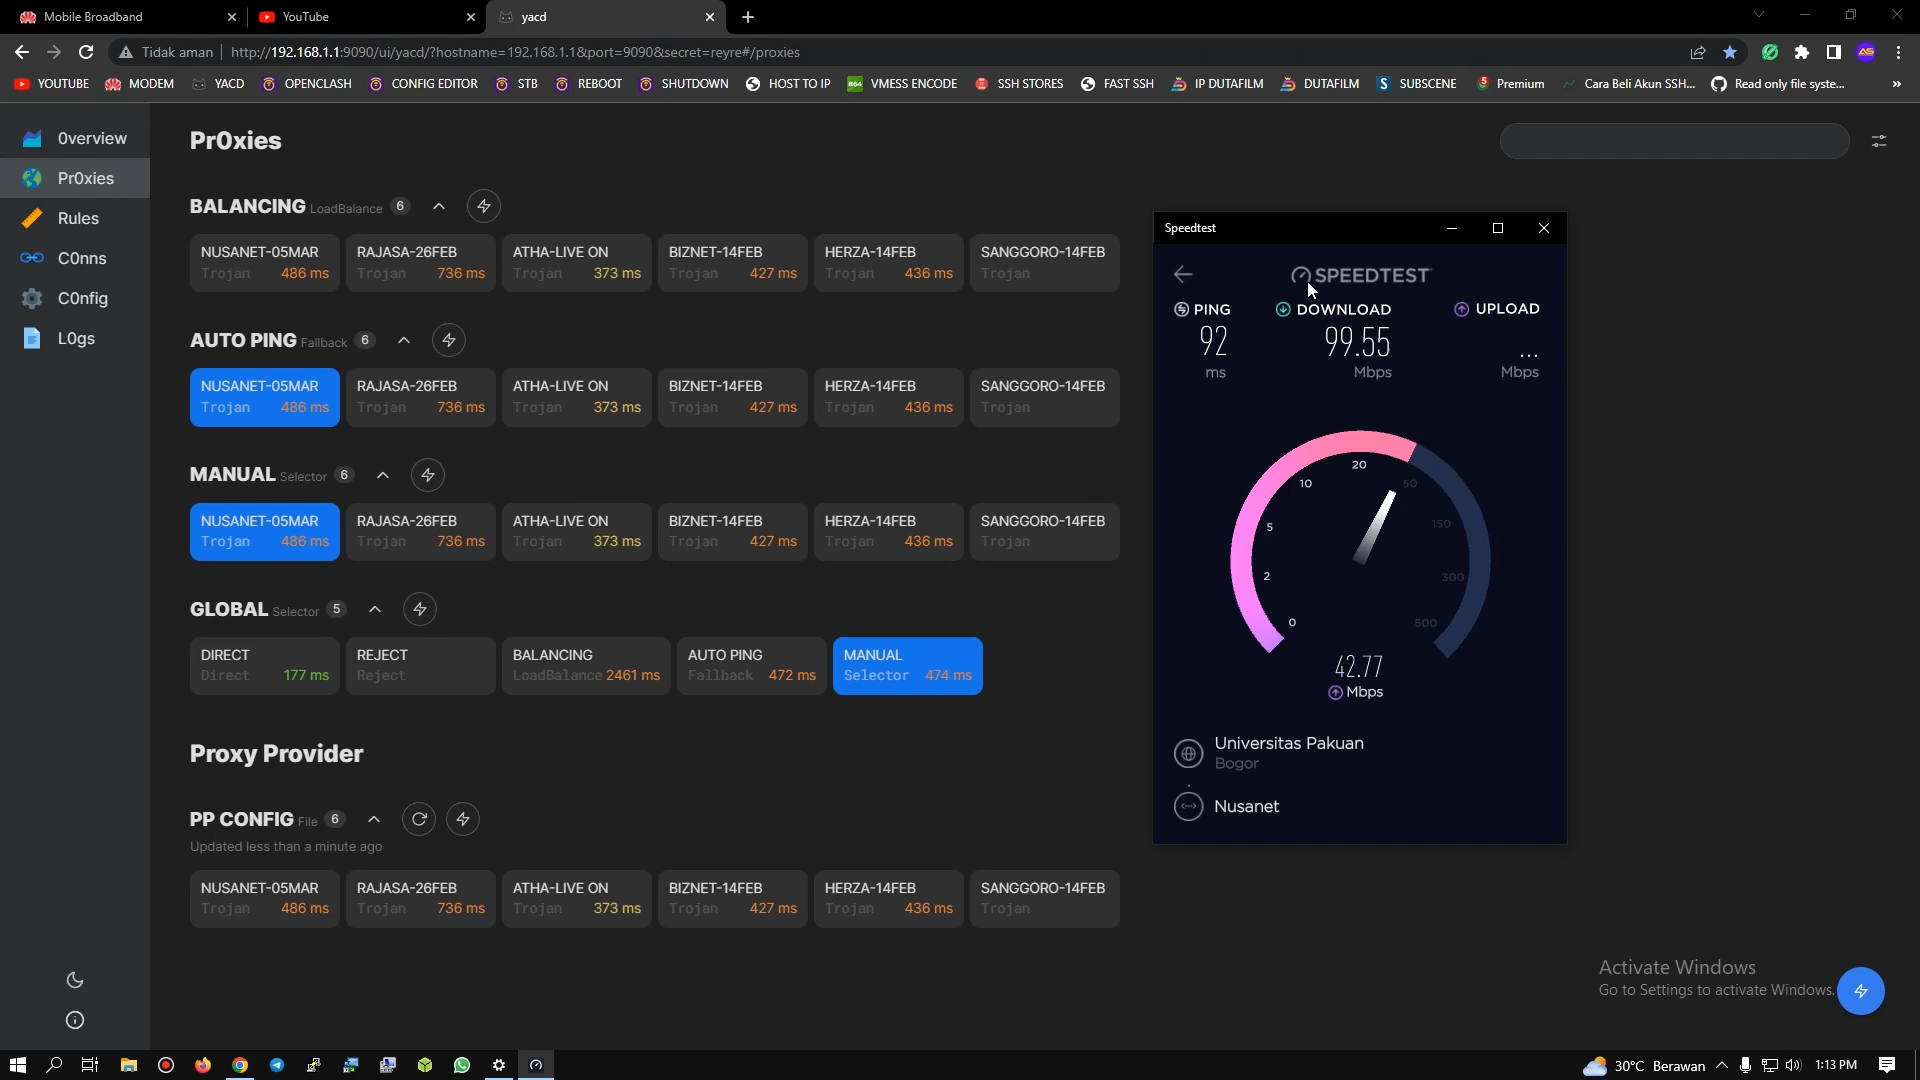 Mobile Broadband
YouTube
yacd
Tidak aman
http://192.168.1.1:9090/ui/yacd/?hostname=192.168.1.1&port=9090&secret=reyre#/proxies
YOUTUBE
MODEM
YACD
OPENCLASH
CONFIG EDITOR
STB
REBOOT
SHUTDOWN
HOST TO IP
B64
VMESS ENCODE
SSH STORES
FAST SSH
IP DUTAFILM
DUTAFILM
S
SUBSCENE
Premium
Cara Beli Akun SSH...
Read only file syste...
»
AS
0verview
Pr0xies
Rules
C0nns
C0nfig
L0gs
Pr0xies
BALANCING LoadBalance 6
NUSANET-05MAR
Trojan 486 ms
RAJASA-26FEB
Trojan 736 ms
ATHA-LIVE ON
Trojan 373 ms
BIZNET-14FEB
Trojan 427 ms
HERZA-14FEB
Trojan 436 ms
SANGGORO-14FEB
Trojan
AUTO PING Fallback 6
NUSANET-05MAR
Trojan 486 ms
RAJASA-26FEB
Trojan 736 ms
ATHA-LIVE ON
Trojan 373 ms
BIZNET-14FEB
Trojan 427 ms
HERZA-14FEB
Trojan 436 ms
SANGGORO-14FEB
Trojan
MANUAL Selector 6
NUSANET-05MAR
Trojan 486 ms
RAJASA-26FEB
Trojan 736 ms
ATHA-LIVE ON
Trojan 373 ms
BIZNET-14FEB
Trojan 427 ms
HERZA-14FEB
Trojan 436 ms
SANGGORO-14FEB
Trojan
GLOBAL Selector 5
DIRECT
Direct 177 ms
REJECT
Reject
BALANCING
LoadBalance 2461 ms
AUTO PING
Fallback 472 ms
MANUAL
Selector 474 ms
Proxy Provider
PP CONFIG File 6
Updated less than a minute ago
NUSANET-05MAR
Trojan 486 ms
RAJASA-26FEB
Trojan 736 ms
ATHA-LIVE ON
Trojan 373 ms
BIZNET-14FEB
Trojan 427 ms
HERZA-14FEB
Trojan 436 ms
SANGGORO-14FEB
Trojan
Speedtest
SPEEDTEST
PING
92
ms
DOWNLOAD
99.55
Mbps
UPLOAD
...
Mbps
0
2
5
10
20
50
150
300
500
42.77
Mbps
Universitas Pakuan
Bogor
Nusanet
Activate Windows
Go to Settings to activate Windows.
30°C Berawan
1:13 PM